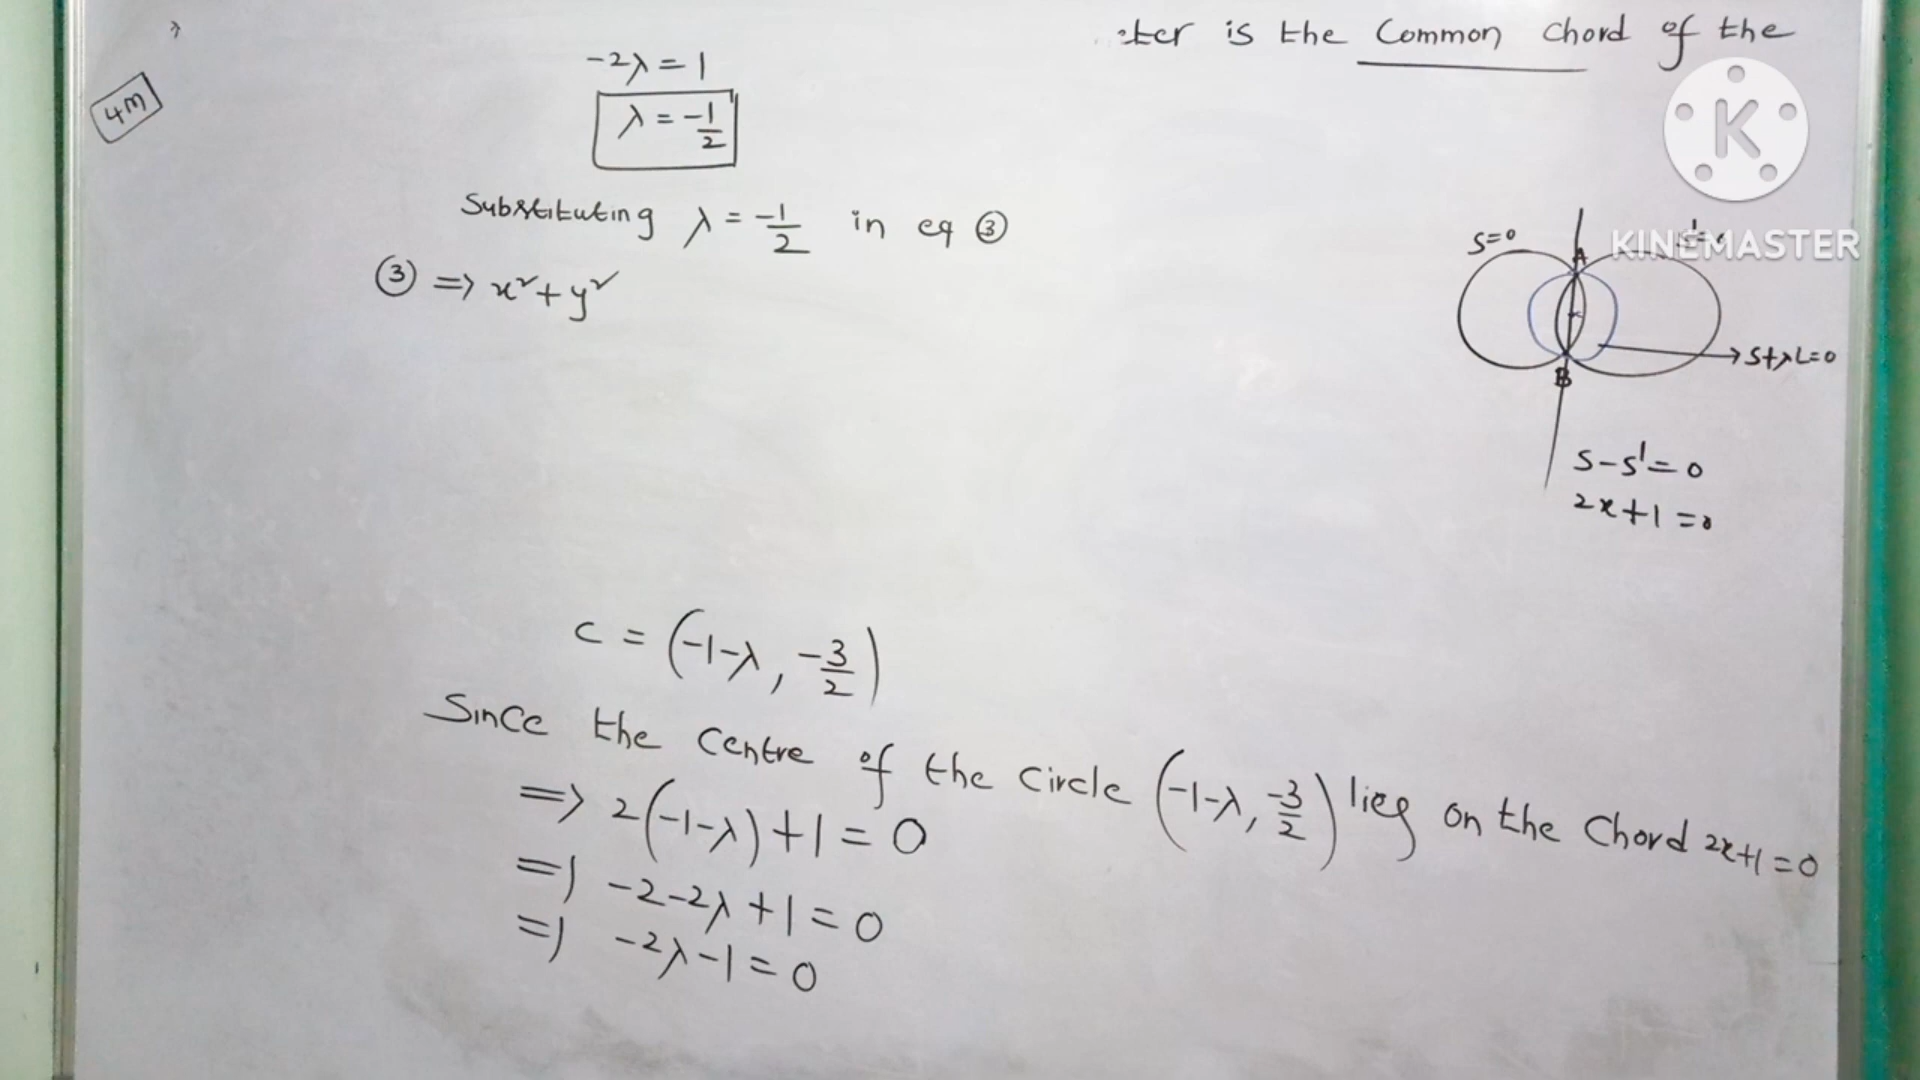 ...ter is the Common chord of the
-2λ = 1
4M
λ = -1/2
Substituting λ = -1/2 in eq ③
③ ⇒ x² + y²
K
KINEMASTER
S=0
A
S+λL=0
B
S-S'=0
2x+1=0
C = (-1-λ, -3/2)
Since the centre of the circle (-1-λ, -3/2) lies on the chord 2x+1=0
⇒ 2(-1-λ)+1=0
⇒ -2-2λ+1=0
⇒ -2λ-1=0